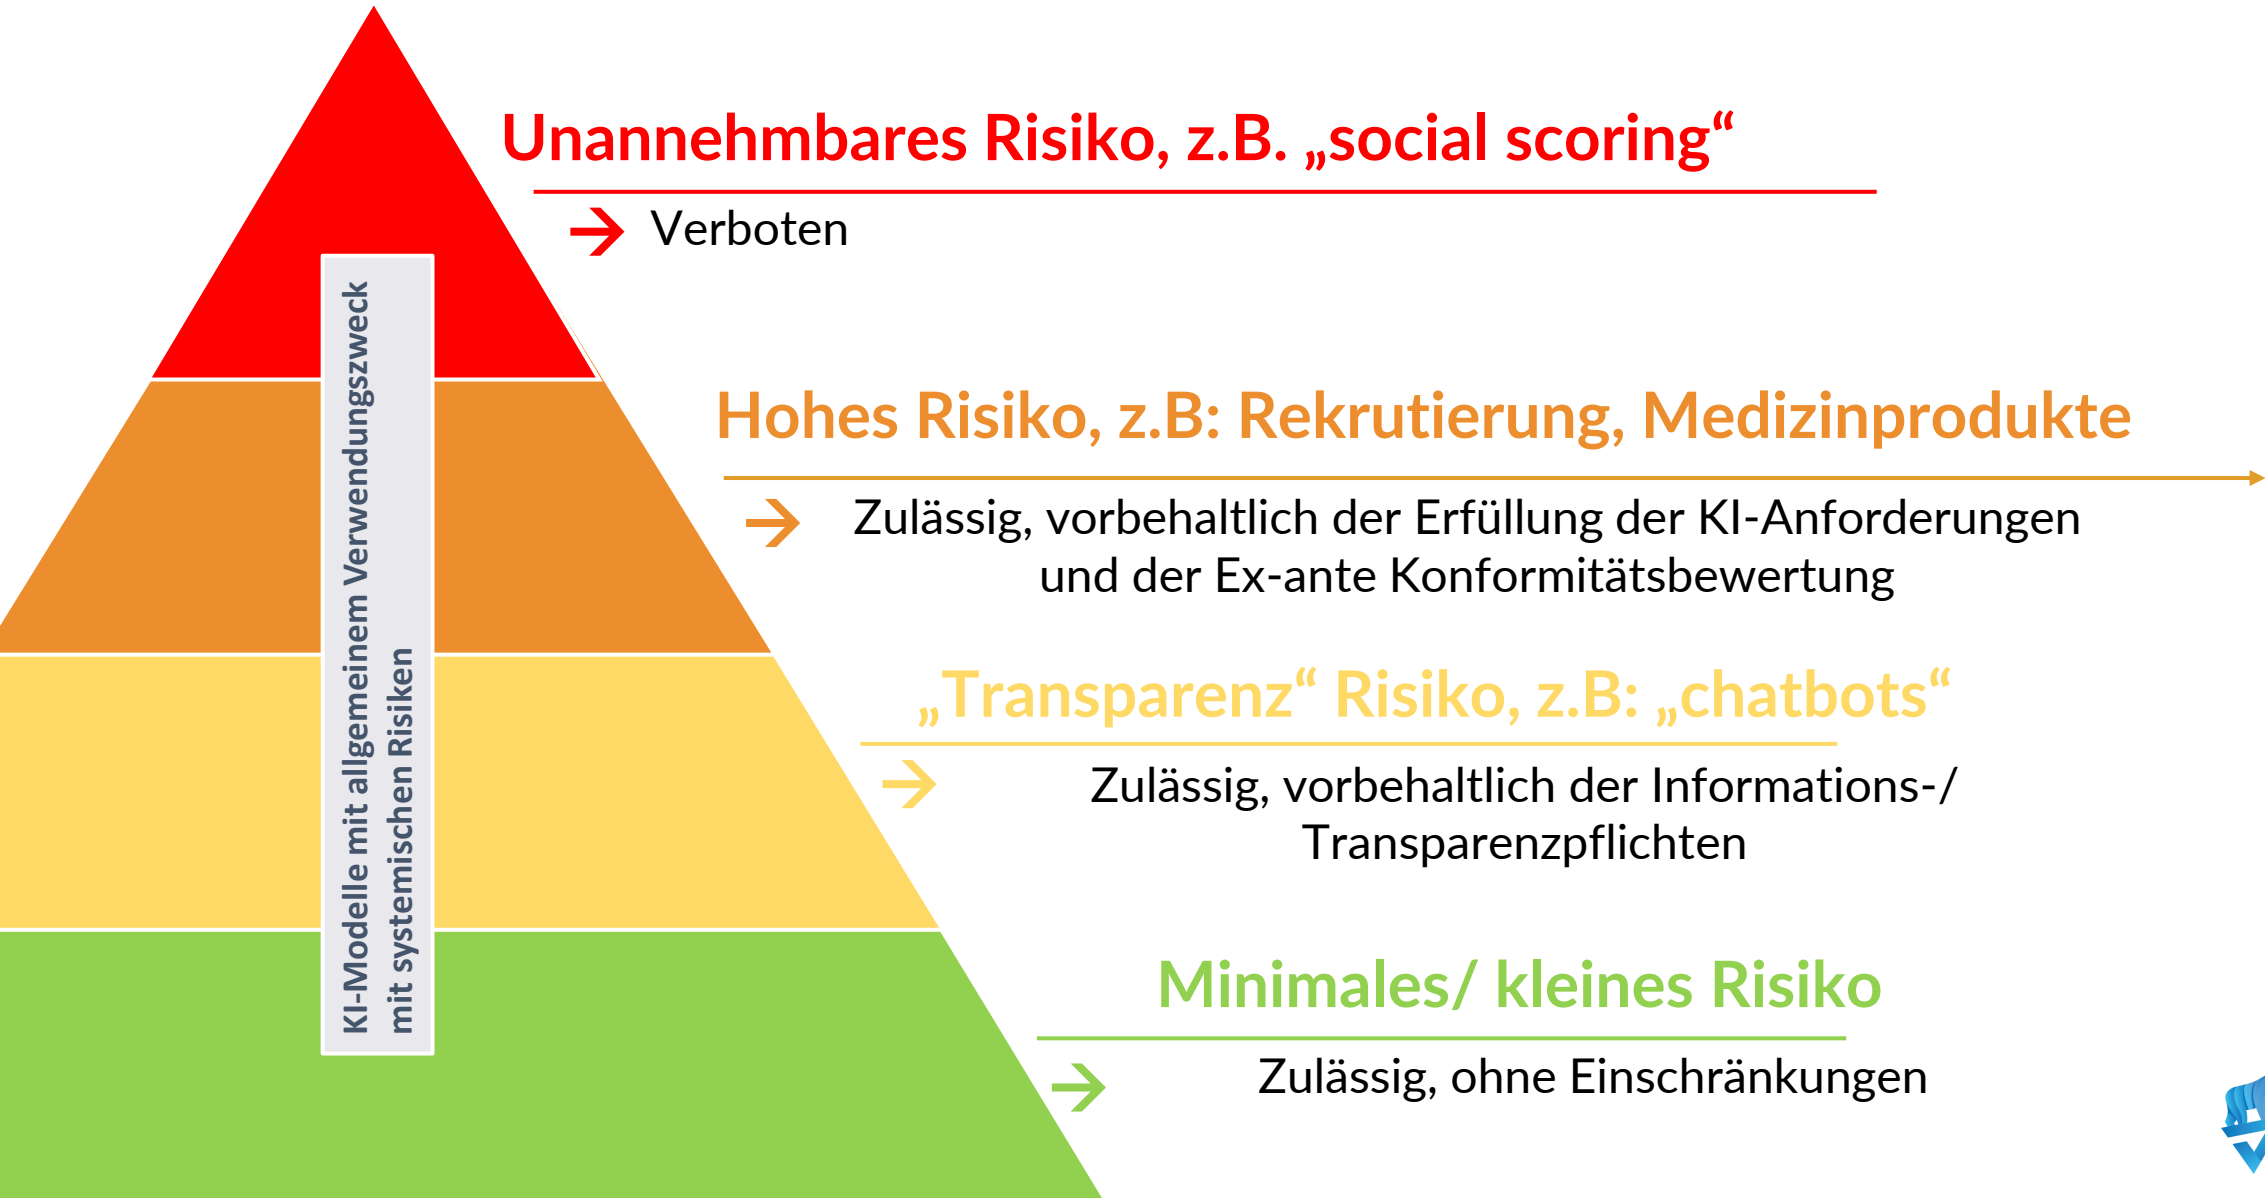 Unannehmbares Risiko, z.B. „social scoring“
Verboten
Hohes Risiko, z.B: Rekrutierung, Medizinprodukte
Zulässig, vorbehaltlich der Erfüllung der KI-Anforderungen
und der Ex-ante Konformitätsbewertung
„Transparenz“ Risiko, z.B: „chatbots“
Zulässig, vorbehaltlich der Informations-/
Transparenzpflichten
Minimales/ kleines Risiko
Zulässig, ohne Einschränkungen
KI-Modelle mit allgemeinem Verwendungszweck
mit systemischen Risiken